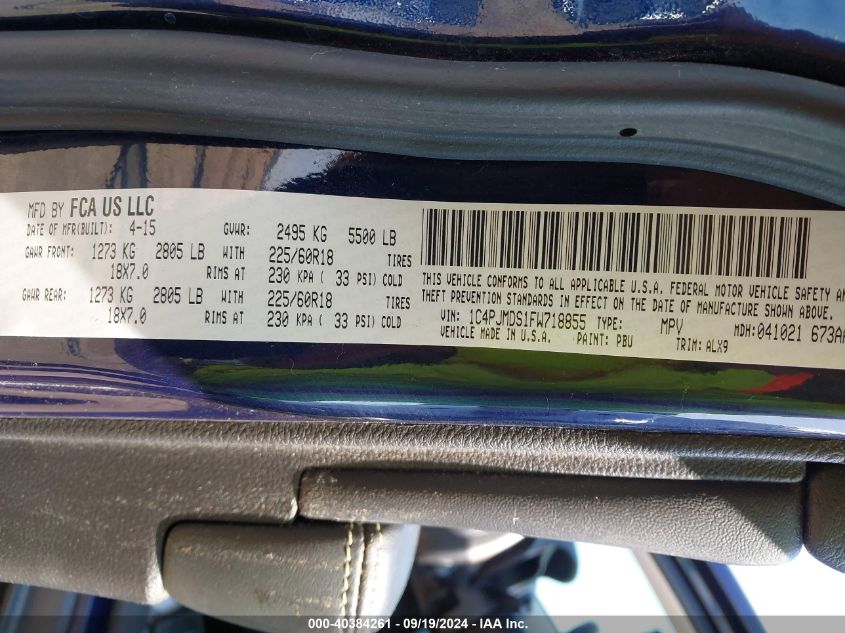 MFD BY FCA US LLC
DATE OF MFR(BUILT): 4-15 GVWR: 2495 KG 5500 LB
GAWR FRONT: 1273 KG 2805 LB WITH 225/60R18 TIRES
18X7.0 RIMS AT 230 KPA ( 33 PSI) COLD
GAWR REAR: 1273 KG 2805 LB WITH 225/60R18 TIRES
18X7.0 RIMS AT 230 KPA ( 33 PSI) COLD
THIS VEHICLE CONFORMS TO ALL APPLICABLE U.S.A. FEDERAL MOTOR VEHICLE SAFETY AN
THEFT PREVENTION STANDARDS IN EFFECT ON THE DATE OF MANUFACTURE SHOWN ABOVE.
VIN: 1C4PJMDS1FW718855 TYPE: MPV MDH:041021 673AA
VEHICLE MADE IN U.S.A. PAINT: PBU TRIM: ALX9
000-40384261 - 09/19/2024 - IAA Inc.